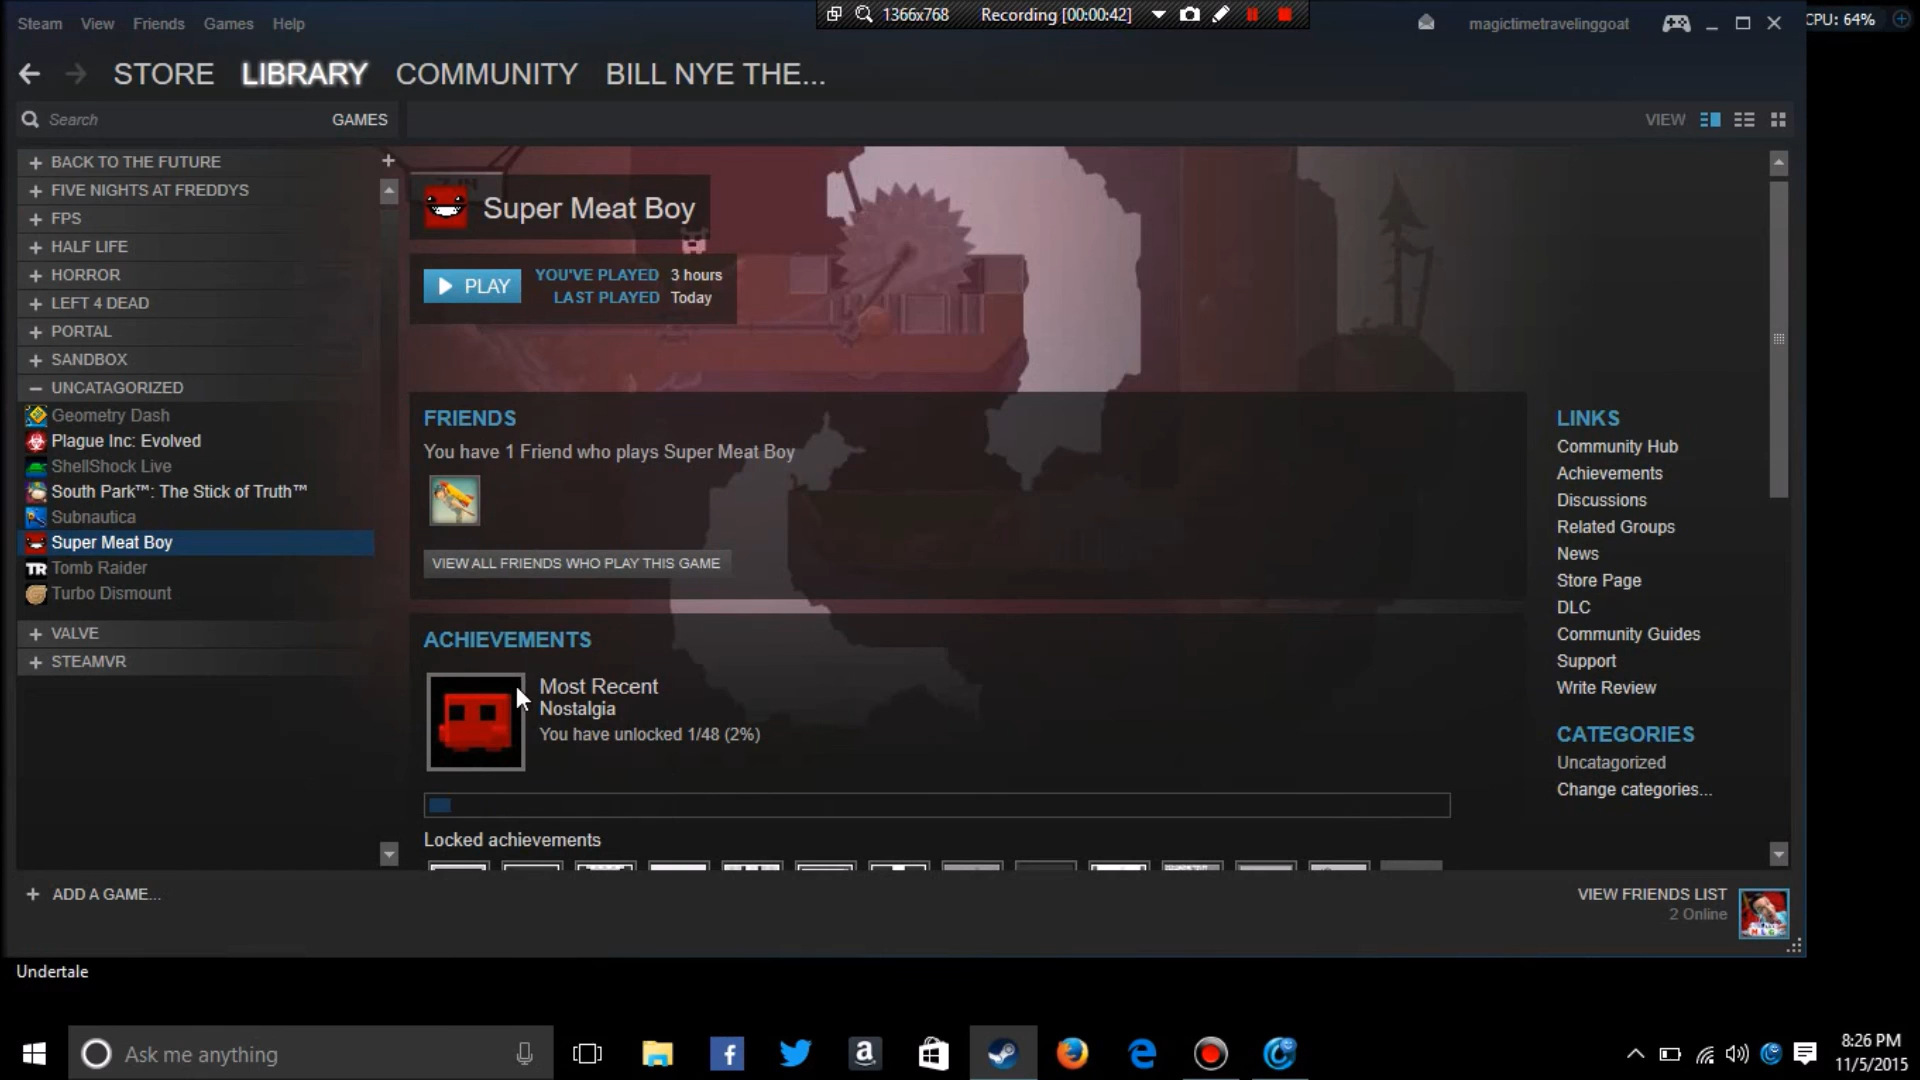 Steam View Friends Games Help
1366x768 Recording [00:00:42]
magictimetravelinggoat
CPU: 64%
STORE LIBRARY COMMUNITY BILL NYE THE...
Search GAMES
VIEW
BACK TO THE FUTURE
FIVE NIGHTS AT FREDDYS
FPS
HALF LIFE
HORROR
LEFT 4 DEAD
PORTAL
SANDBOX
UNCATAGORIZED
Geometry Dash
Plague Inc: Evolved
ShellShock Live
South Park™: The Stick of Truth™
Subnautica
Super Meat Boy
TR Tomb Raider
Turbo Dismount
VALVE
STEAMVR
ADD A GAME...
Super Meat Boy
PLAY
YOU'VE PLAYED 3 hours
LAST PLAYED Today
FRIENDS
You have 1 Friend who plays Super Meat Boy
VIEW ALL FRIENDS WHO PLAY THIS GAME
ACHIEVEMENTS
Most Recent
Nostalgia
You have unlocked 1/48 (2%)
Locked achievements
LINKS
Community Hub
Achievements
Discussions
Related Groups
News
Store Page
DLC
Community Guides
Support
Write Review
CATEGORIES
Uncatagorized
Change categories...
VIEW FRIENDS LIST
2 Online
Undertale
Ask me anything
8:26 PM
11/5/2015